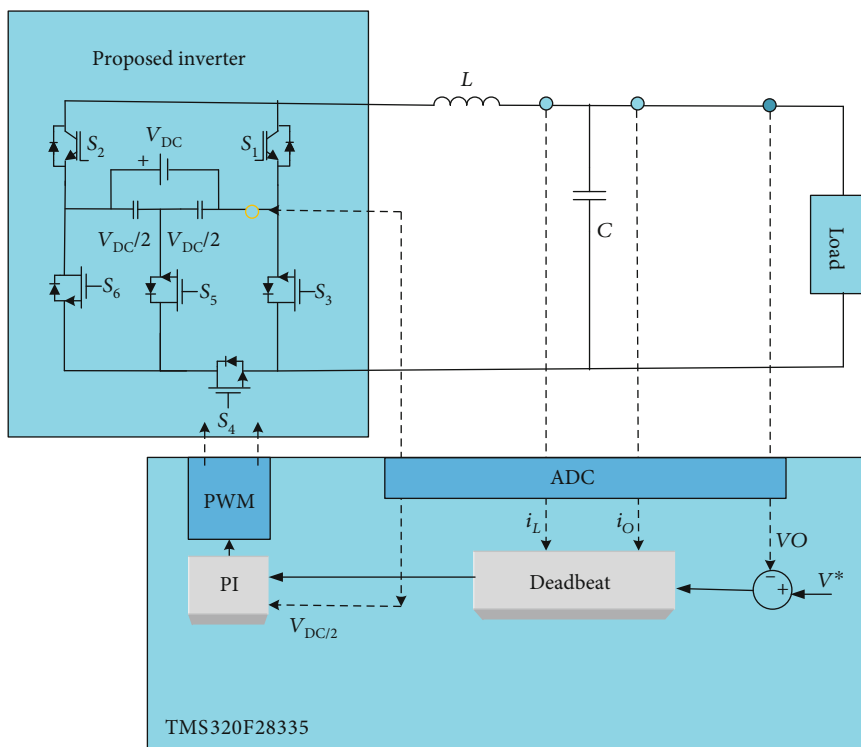 Proposed inverter
L
S2
VDC
S1
+
VDC/2 VDC/2
C
Load
S6
S5
S3
S4
PWM
ADC
iL
iO
VO
PI
Deadbeat
−
+
V*
VDC/2
TMS320F28335